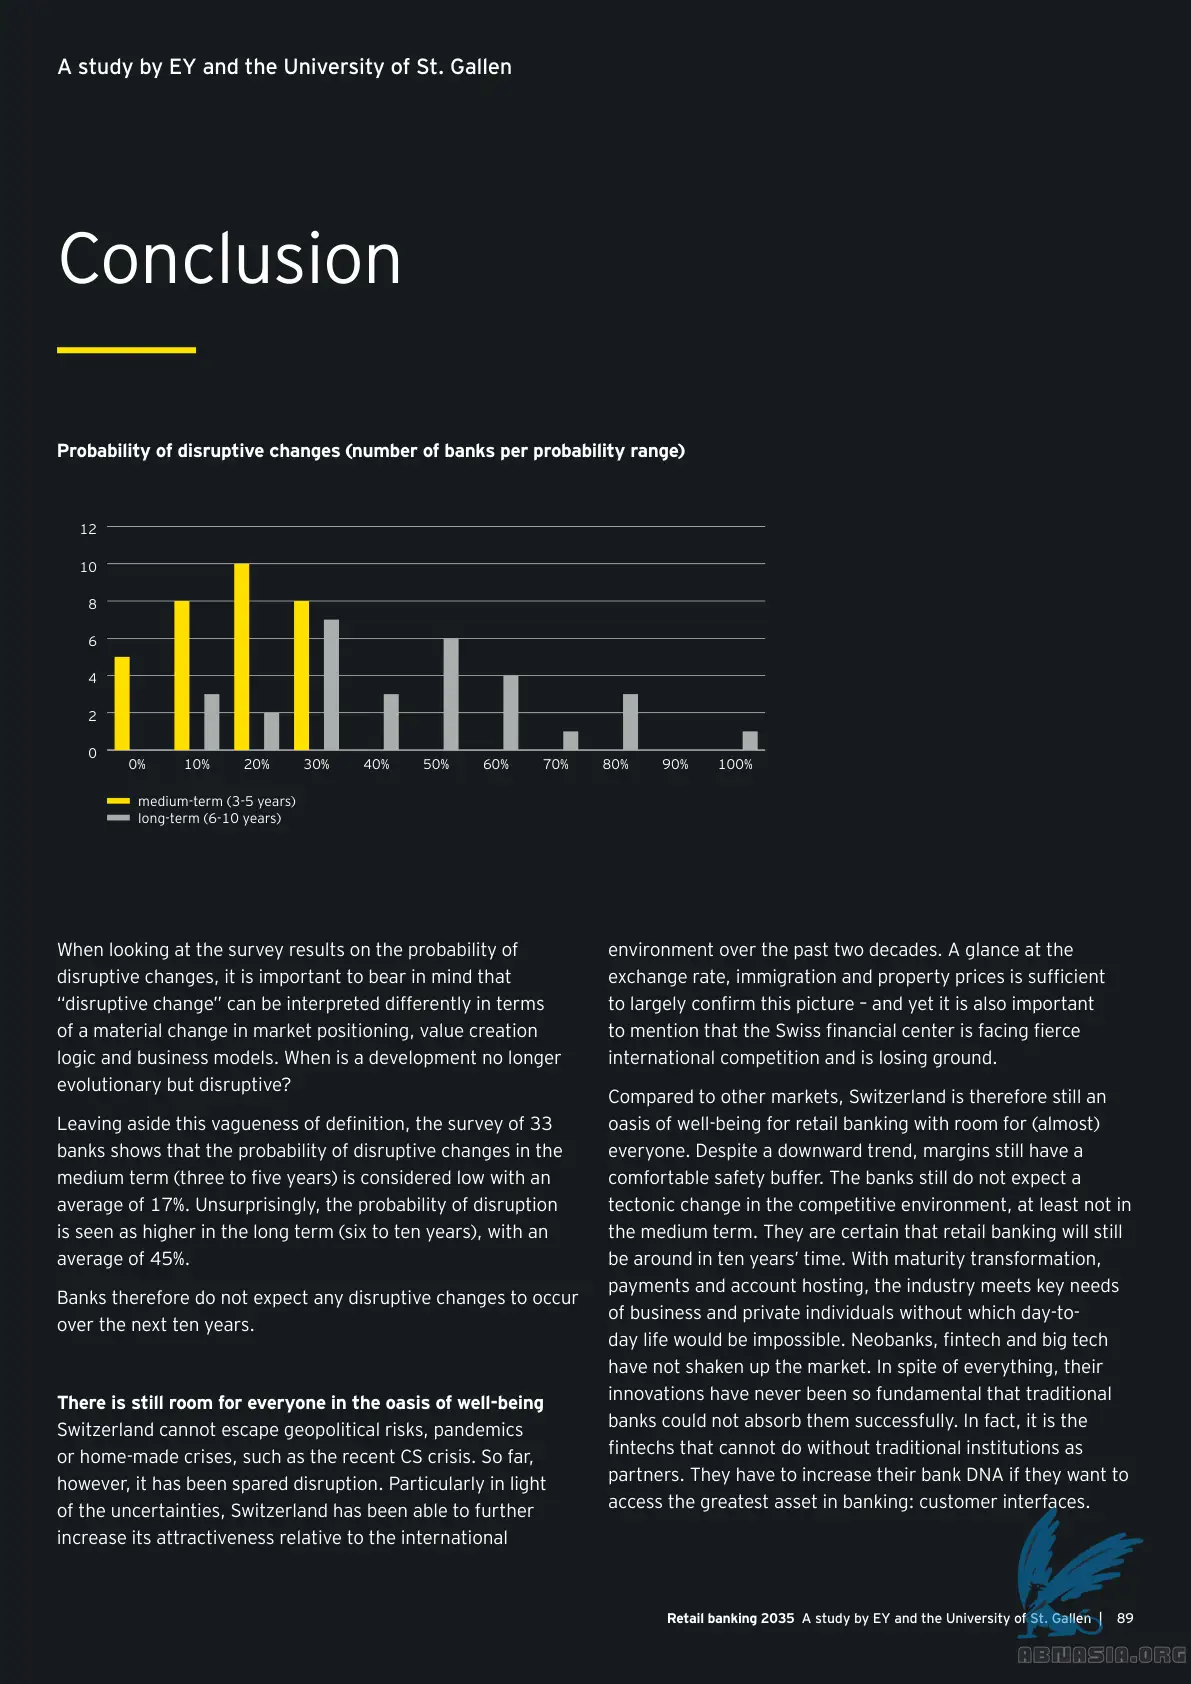 A study by EY and the University of St. Gallen
Conclusion
Probability of disruptive changes (number of banks per probability range)
12
10
8
6
4
2
0
0% 10% 20% 30% 40% 50% 60% 70% 80% 90% 100%
medium-term (3-5 years)
long-term (6-10 years)
When looking at the survey results on the probability of
disruptive changes, it is important to bear in mind that
“disruptive change” can be interpreted differently in terms
of a material change in market positioning, value creation
logic and business models. When is a development no longer
evolutionary but disruptive?
Leaving aside this vagueness of definition, the survey of 33
banks shows that the probability of disruptive changes in the
medium term (three to five years) is considered low with an
average of 17%. Unsurprisingly, the probability of disruption
is seen as higher in the long term (six to ten years), with an
average of 45%.
Banks therefore do not expect any disruptive changes to occur
over the next ten years.
There is still room for everyone in the oasis of well-being
Switzerland cannot escape geopolitical risks, pandemics
or home-made crises, such as the recent CS crisis. So far,
however, it has been spared disruption. Particularly in light
of the uncertainties, Switzerland has been able to further
increase its attractiveness relative to the international
environment over the past two decades. A glance at the
exchange rate, immigration and property prices is sufficient
to largely confirm this picture – and yet it is also important
to mention that the Swiss financial center is facing fierce
international competition and is losing ground.
Compared to other markets, Switzerland is therefore still an
oasis of well-being for retail banking with room for (almost)
everyone. Despite a downward trend, margins still have a
comfortable safety buffer. The banks still do not expect a
tectonic change in the competitive environment, at least not in
the medium term. They are certain that retail banking will still
be around in ten years’ time. With maturity transformation,
payments and account hosting, the industry meets key needs
of business and private individuals without which day-to-
day life would be impossible. Neobanks, fintech and big tech
have not shaken up the market. In spite of everything, their
innovations have never been so fundamental that traditional
banks could not absorb them successfully. In fact, it is the
fintechs that cannot do without traditional institutions as
partners. They have to increase their bank DNA if they want to
access the greatest asset in banking: customer interfaces.
Retail banking 2035 A study by EY and the University of St. Gallen | 89
ABNASIA.ORG